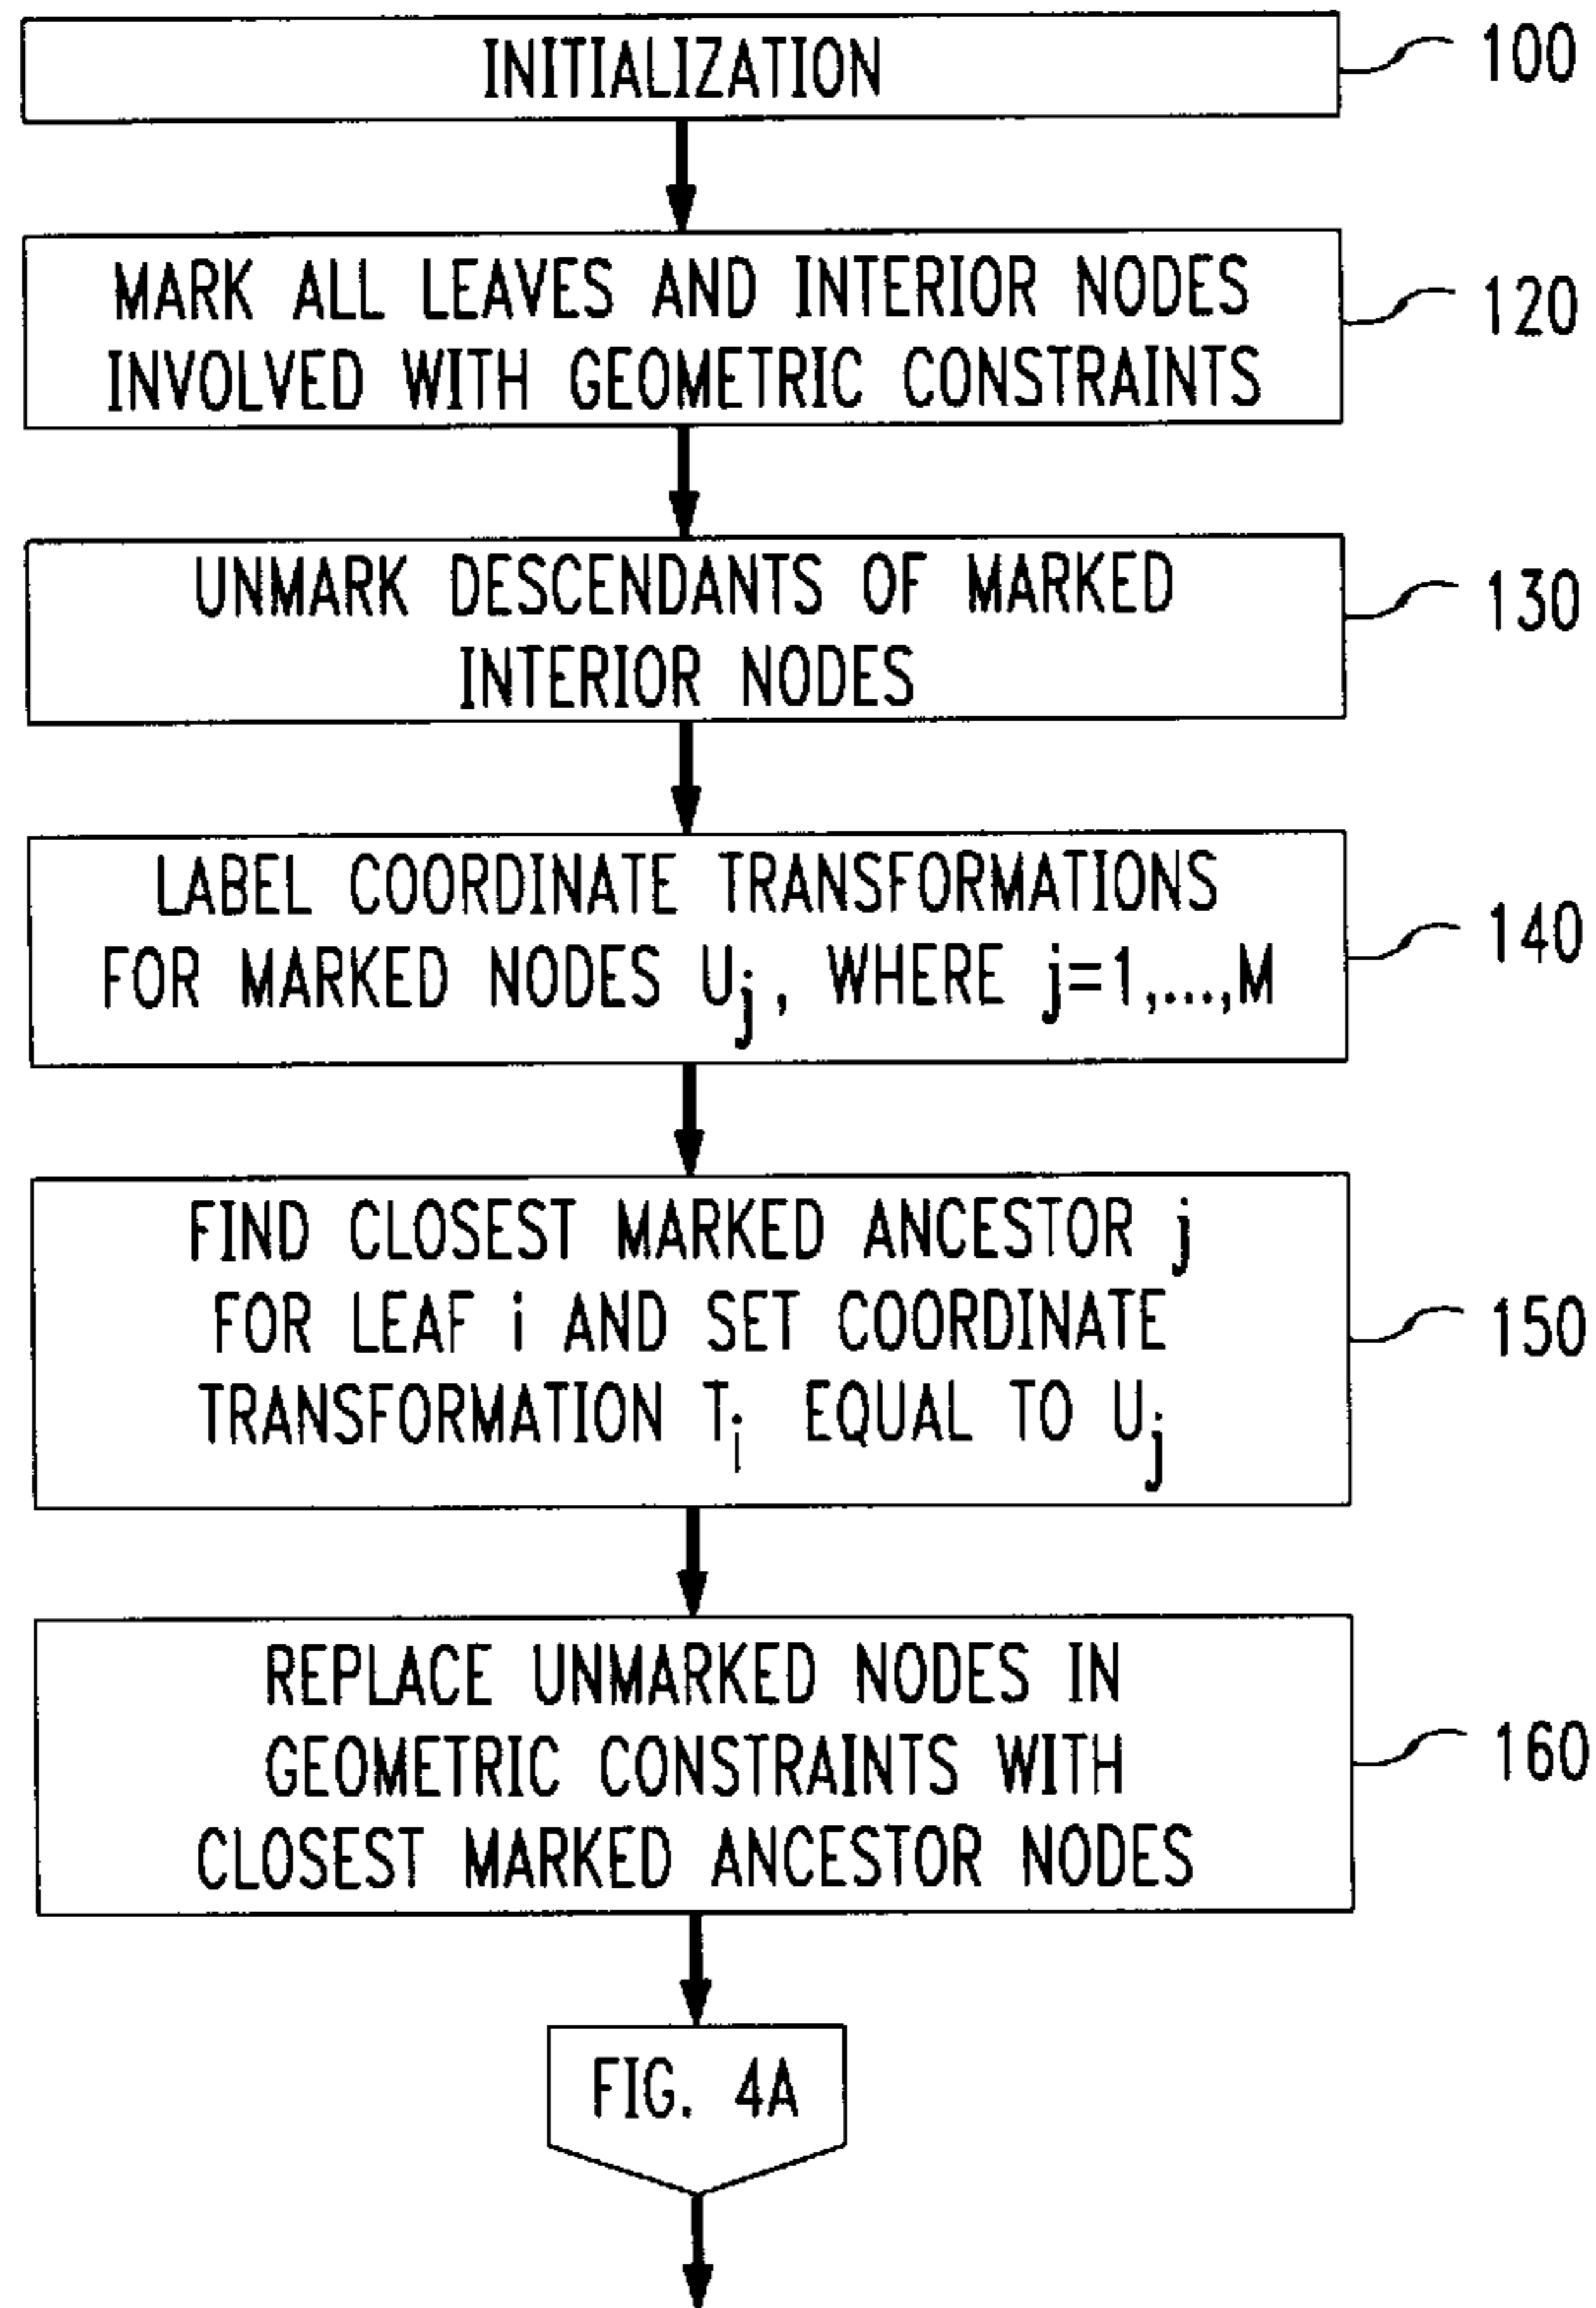 INITIALIZATION
100
MARK ALL LEAVES AND INTERIOR NODES
INVOLVED WITH GEOMETRIC CONSTRAINTS
120
UNMARK DESCENDANTS OF MARKED
INTERIOR NODES
130
LABEL COORDINATE TRANSFORMATIONS
FOR MARKED NODES Uj, WHERE j=1,...,M
140
FIND CLOSEST MARKED ANCESTOR j
FOR LEAF i AND SET COORDINATE
TRANSFORMATION Ti EQUAL TO Uj
150
REPLACE UNMARKED NODES IN
GEOMETRIC CONSTRAINTS WITH
CLOSEST MARKED ANCESTOR NODES
160
FIG. 4A